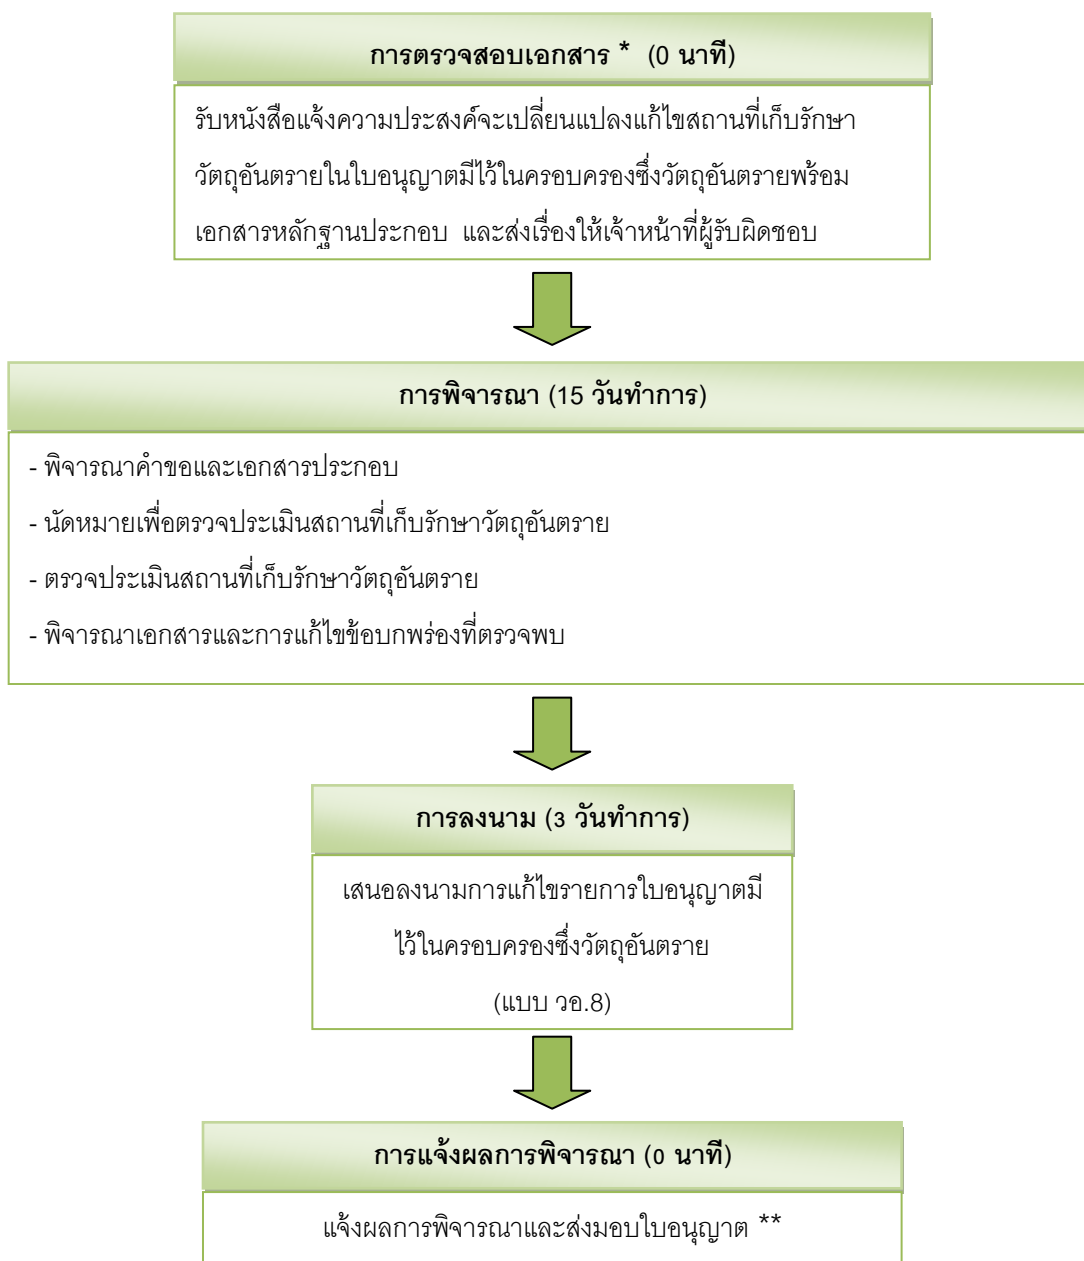 การตรวจสอบเอกสาร * (0 นาที)
รับหนังสือแจ้งความประสงค์จะเปลี่ยนแปลงแก้ไขสถานที่เก็บรักษา
วัตถุอันตรายในใบอนุญาตมีไว้ในครอบครองซึ่งวัตถุอันตรายพร้อม
เอกสารหลักฐานประกอบ และส่งเรื่องให้เจ้าหน้าที่ผู้รับผิดชอบ
การพิจารณา (15 วันทำการ)
- พิจารณาคำขอและเอกสารประกอบ
- นัดหมายเพื่อตรวจประเมินสถานที่เก็บรักษาวัตถุอันตราย
- ตรวจประเมินสถานที่เก็บรักษาวัตถุอันตราย
- พิจารณาเอกสารและการแก้ไขข้อบกพร่องที่ตรวจพบ
การลงนาม (3 วันทำการ)
เสนอลงนามการแก้ไขรายการใบอนุญาตมี
ไว้ในครอบครองซึ่งวัตถุอันตราย
(แบบ วอ.8)
การแจ้งผลการพิจารณา (0 นาที)
แจ้งผลการพิจารณาและส่งมอบใบอนุญาต **